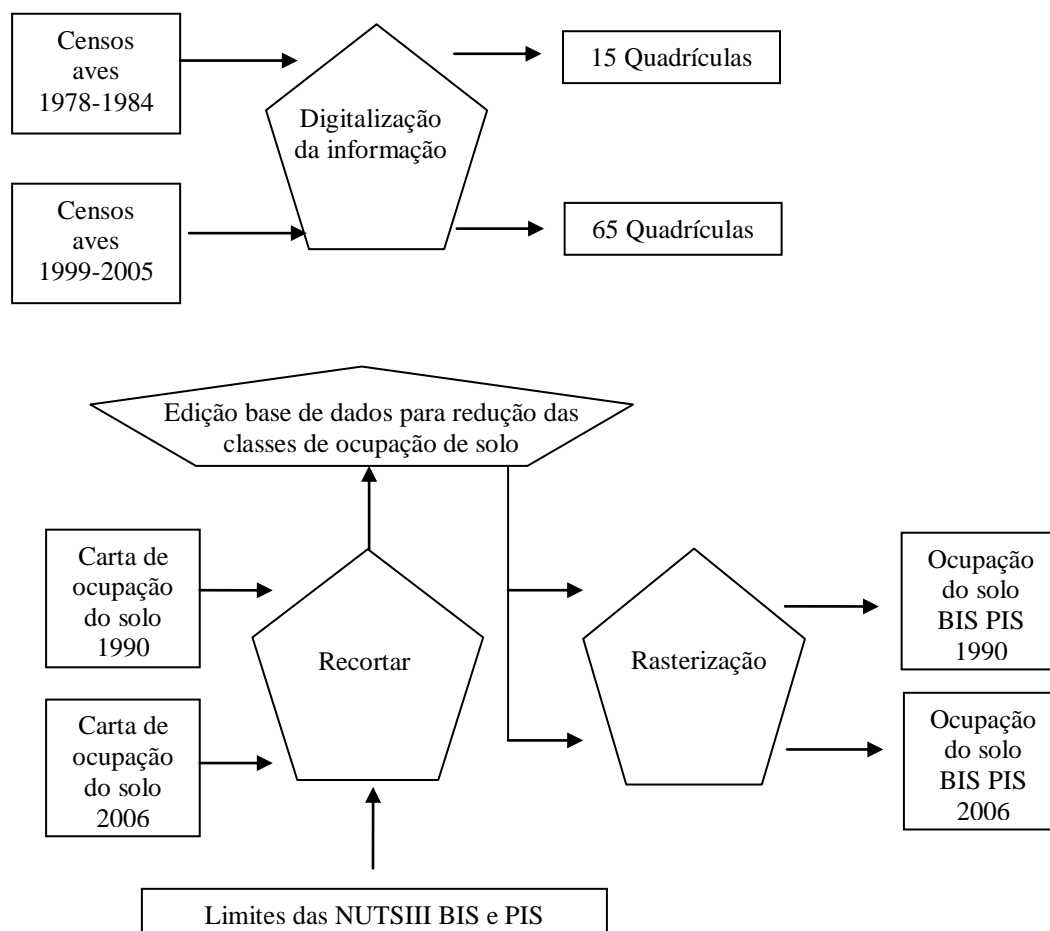 Censos
aves
1978-1984
Digitalização
da informação
15 Quadrículas
Censos
aves
1999-2005
65 Quadrículas
Edição base de dados para redução das
classes de ocupação de solo
Carta de
ocupação
do solo
1990
Recortar
Rasterização
Ocupação
do solo
BIS PIS
1990
Carta de
ocupação
do solo
2006
Ocupação
do solo
BIS PIS
2006
Limites das NUTSIII BIS e PIS